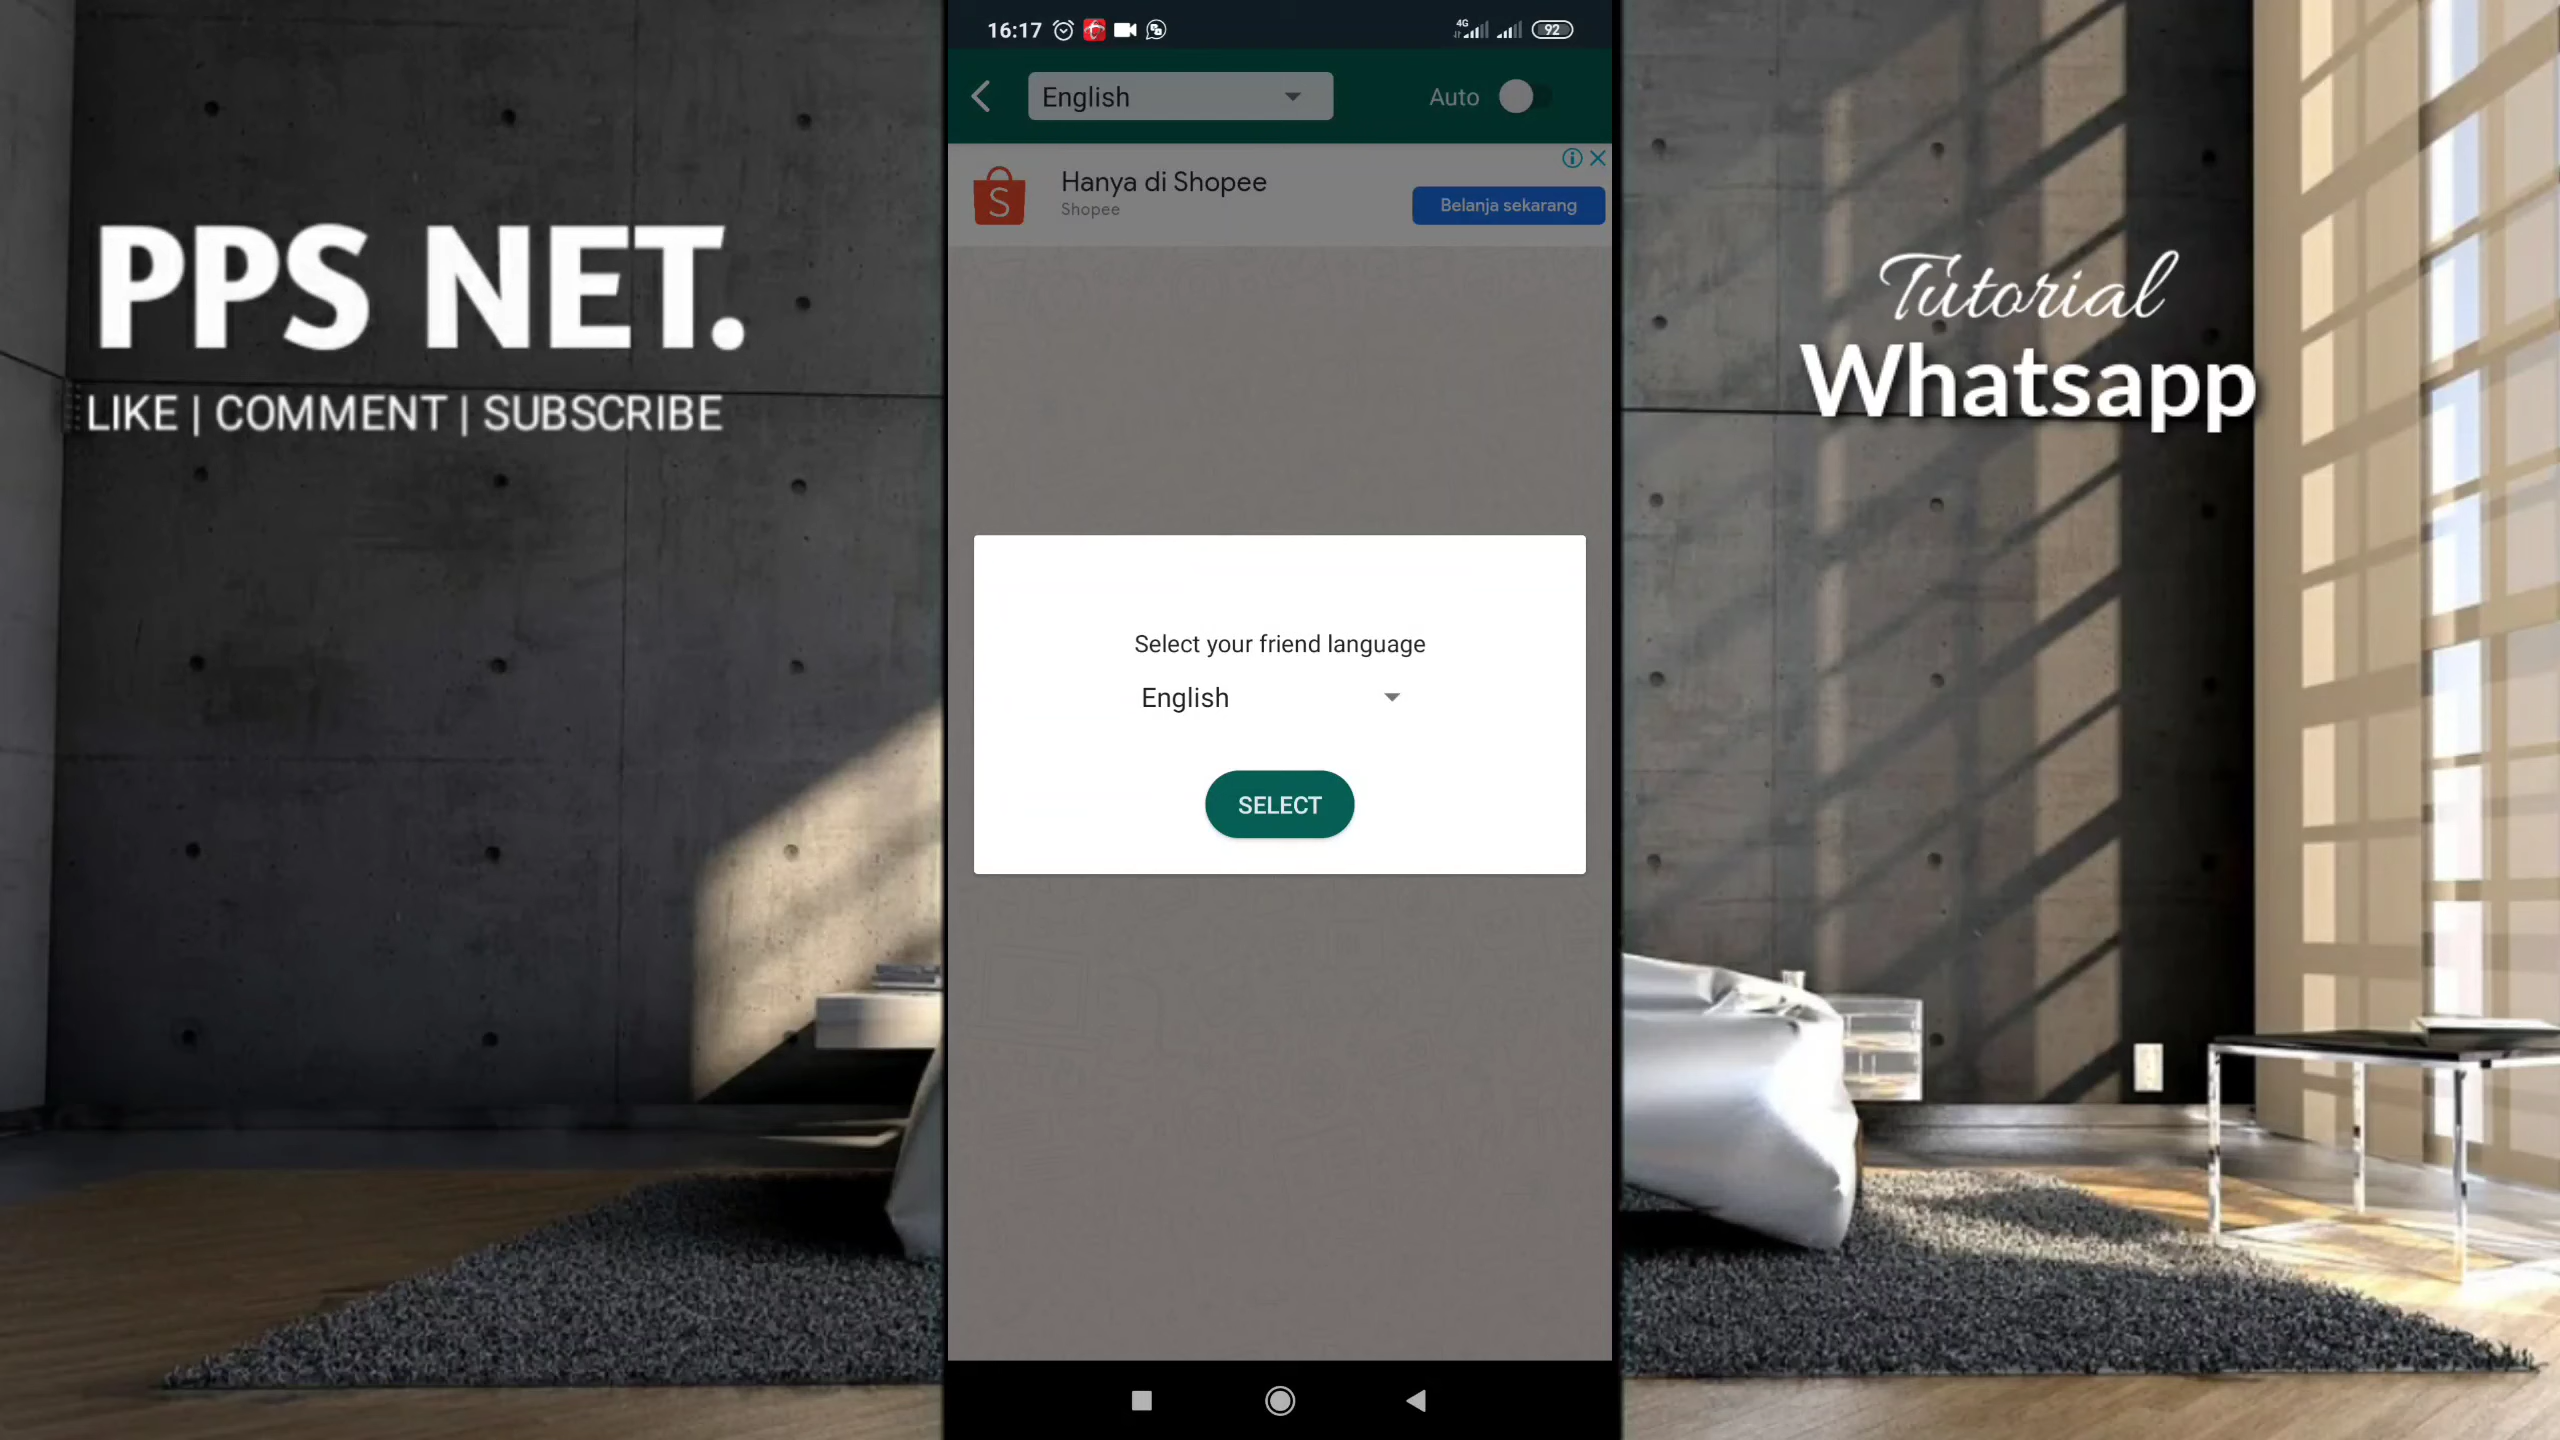 PPS NET.
LIKE | COMMENT | SUBSCRIBE
16:17
4G
92
English
Auto
Hanya di Shopee
Shopee
Belanja sekarang
Select your friend language
English
SELECT
Tutorial
Whatsapp